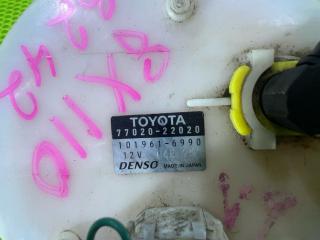 GX110
TOYOTA
77020-22020
101961-6990
12V
DENSO MADE IN JAPAN